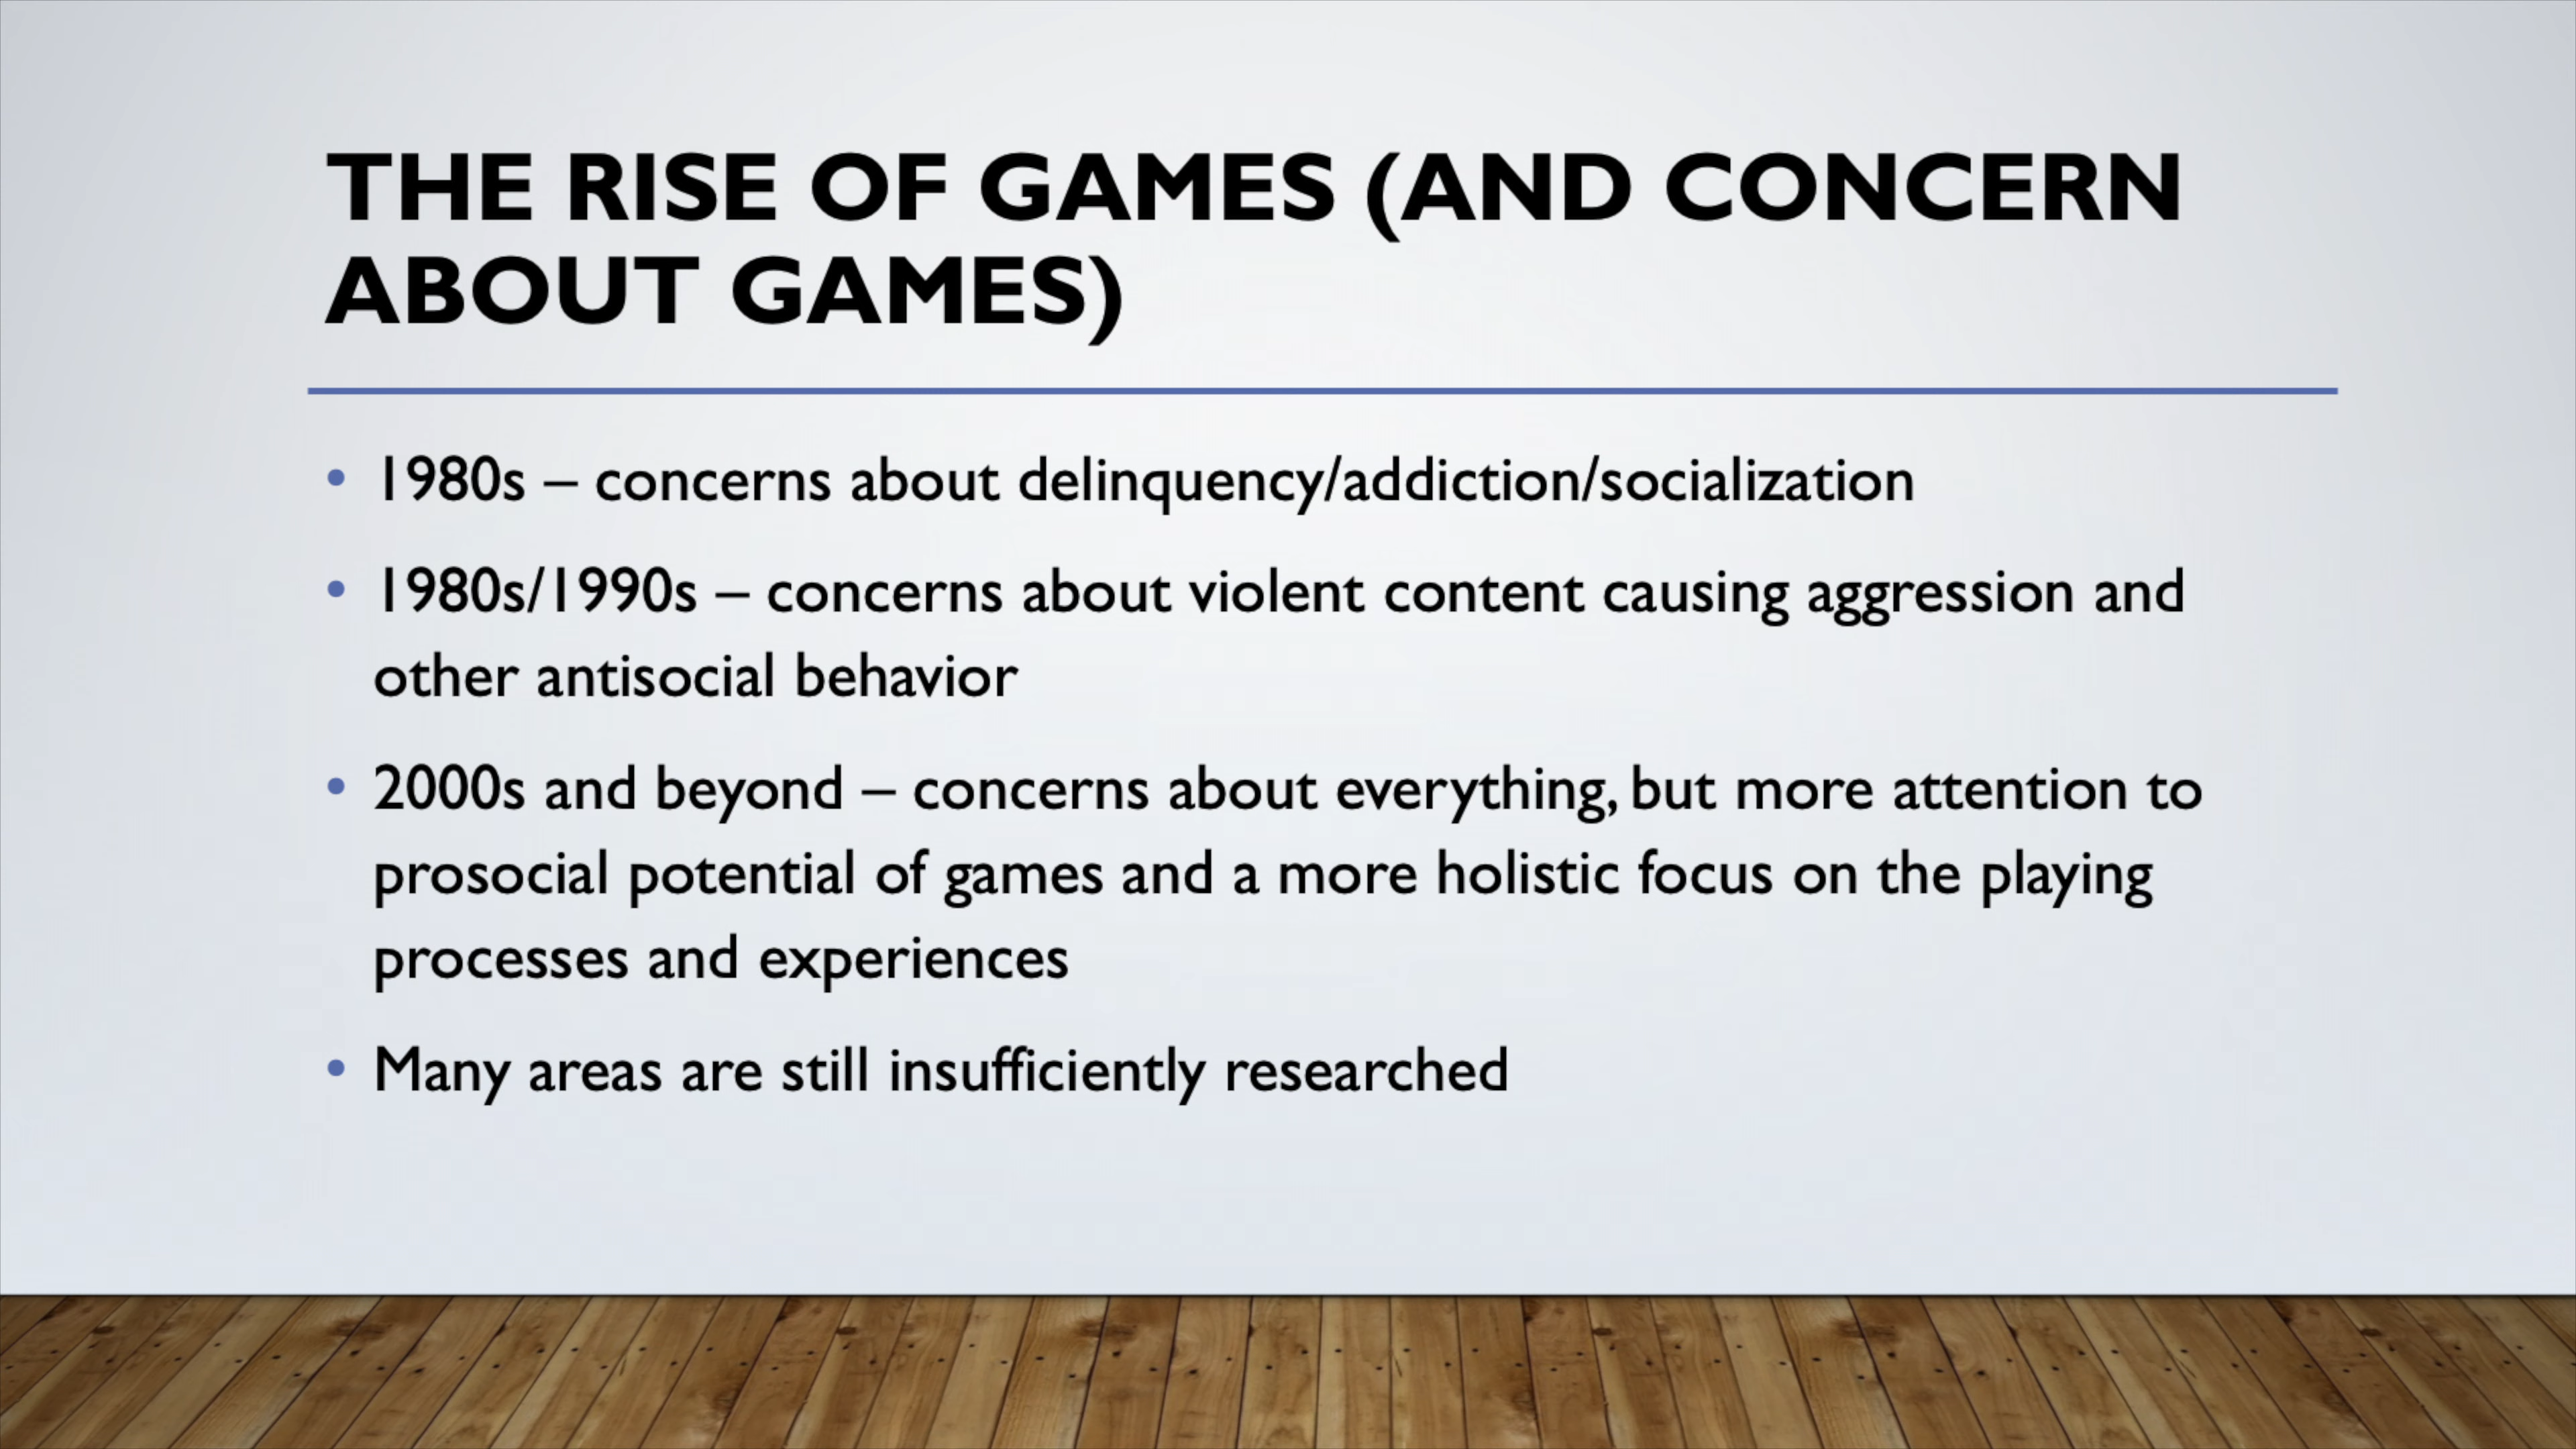 THE RISE OF GAMES (AND CONCERN
ABOUT GAMES)
• 1980s – concerns about delinquency/addiction/socialization
• 1980s/1990s – concerns about violent content causing aggression and
other antisocial behavior
• 2000s and beyond – concerns about everything, but more attention to
prosocial potential of games and a more holistic focus on the playing
processes and experiences
• Many areas are still insufficiently researched